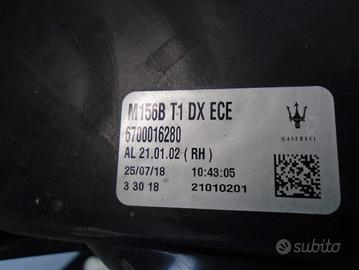 M156B T1 DX ECE
6700016280
AL 21.01.02 ( RH )
25/07/18 10:43:05
3 30 18 21010201
MASERATI
subito